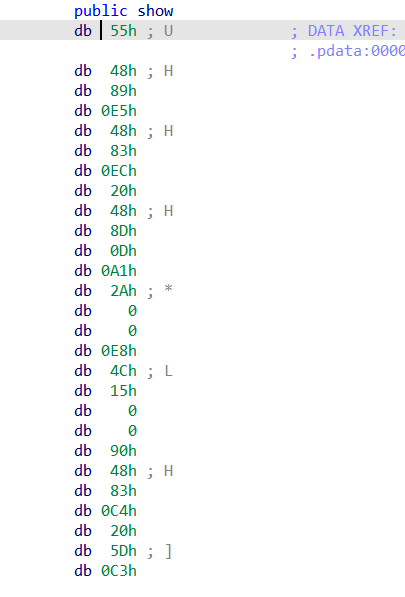 public show
db 55h ; U ; DATA XREF:
; .pdata:0000
db 48h ; H
db 89h
db 0E5h
db 48h ; H
db 83h
db 0ECh
db 20h
db 48h ; H
db 8Dh
db 0Dh
db 0A1h
db 2Ah ; *
db 0
db 0
db 0E8h
db 4Ch ; L
db 15h
db 0
db 0
db 90h
db 48h ; H
db 83h
db 0C4h
db 20h
db 5Dh ; ]
db 0C3h